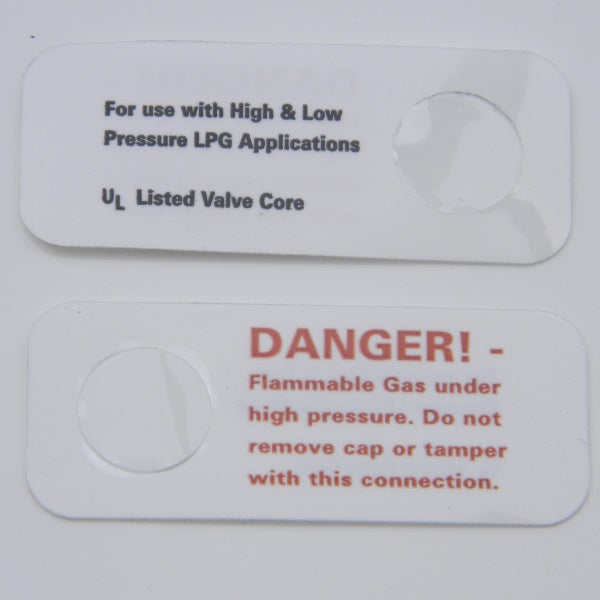 For use with High & Low
Pressure LPG Applications
UL Listed Valve Core
DANGER! -
Flammable Gas under
high pressure. Do not
remove cap or tamper
with this connection.